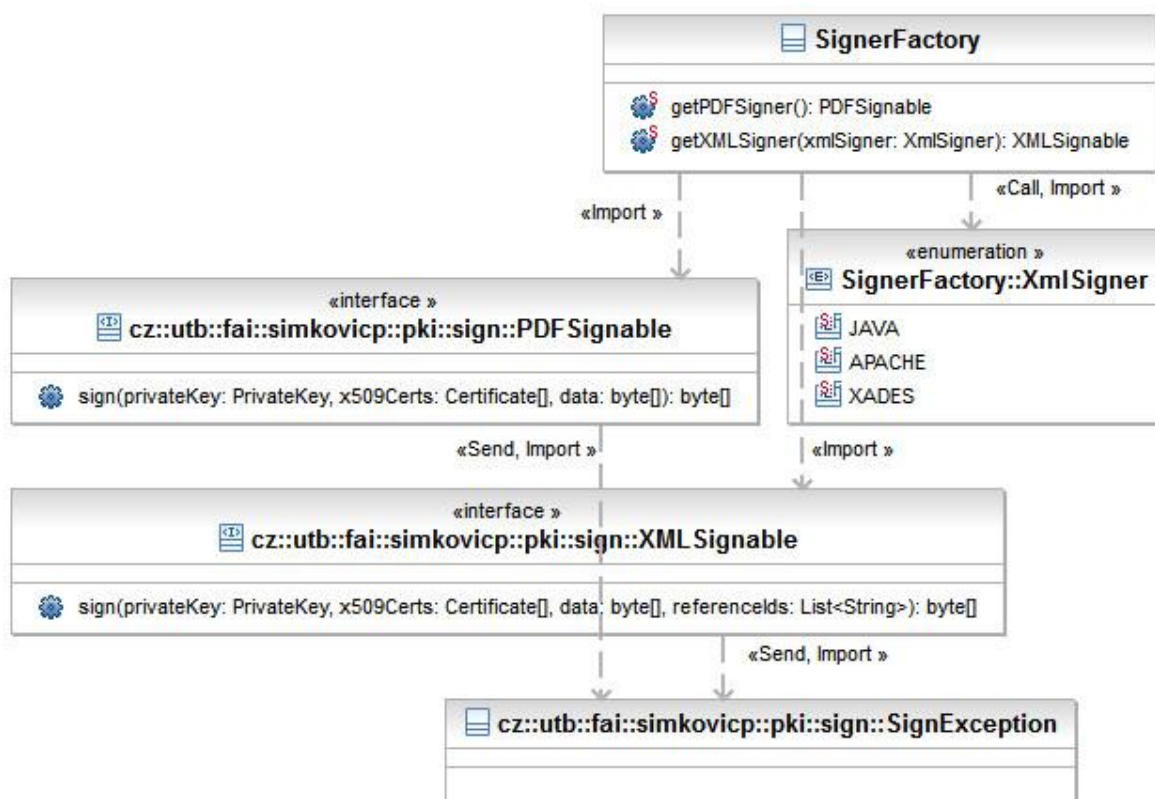 SignerFactory
getPDFSigner(): PDFSignable
getXMLSigner(xmlSigner: XmlSigner): XMLSignable
«Call, Import »
«Import »
«enumeration »
SignerFactory::XmlSigner
JAVA
APACHE
XADES
«interface »
cz::utb::fai::simkovicp::pki::sign::PDFSignable
sign(privateKey: PrivateKey, x509Certs: Certificate[], data: byte[]): byte[]
«Send, Import »
«Import »
«interface »
cz::utb::fai::simkovicp::pki::sign::XMLSignable
sign(privateKey: PrivateKey, x509Certs: Certificate[], data: byte[], referenceIds: List<String>): byte[]
«Send, Import »
cz::utb::fai::simkovicp::pki::sign::SignException